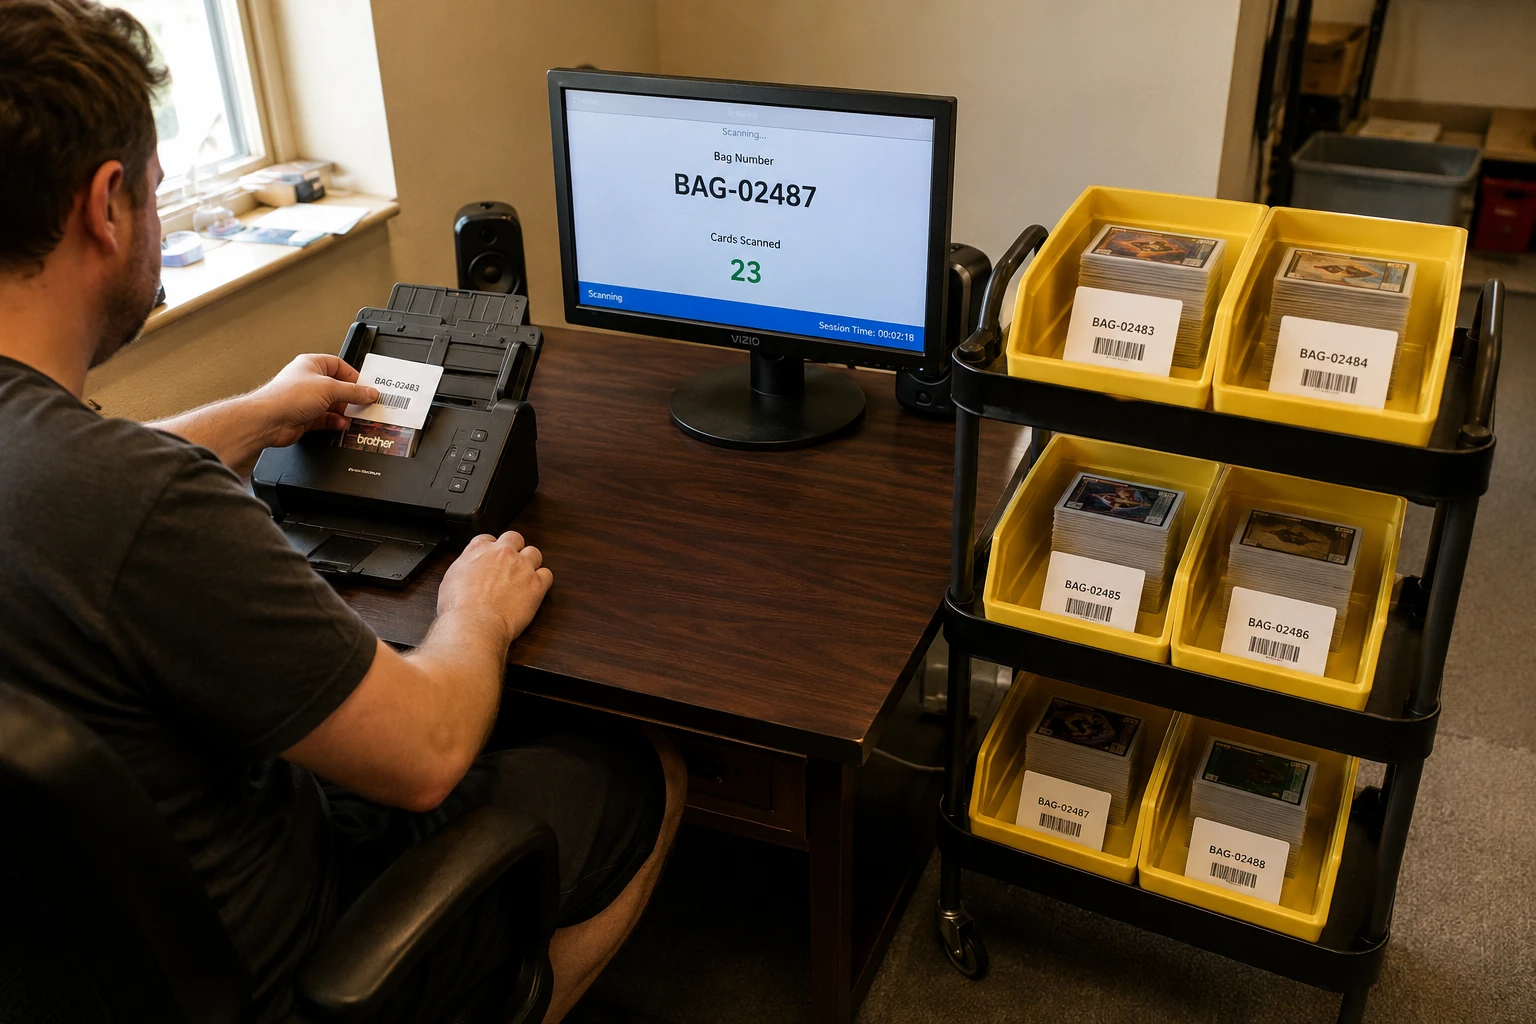 Scanning...
Bag Number
BAG-02487
Cards Scanned
23
Scanning
Session Time: 00:02:18
VIZIO
BAG-02483
brother
BAG-02483
BAG-02484
BAG-02485
BAG-02486
BAG-02487
BAG-02488